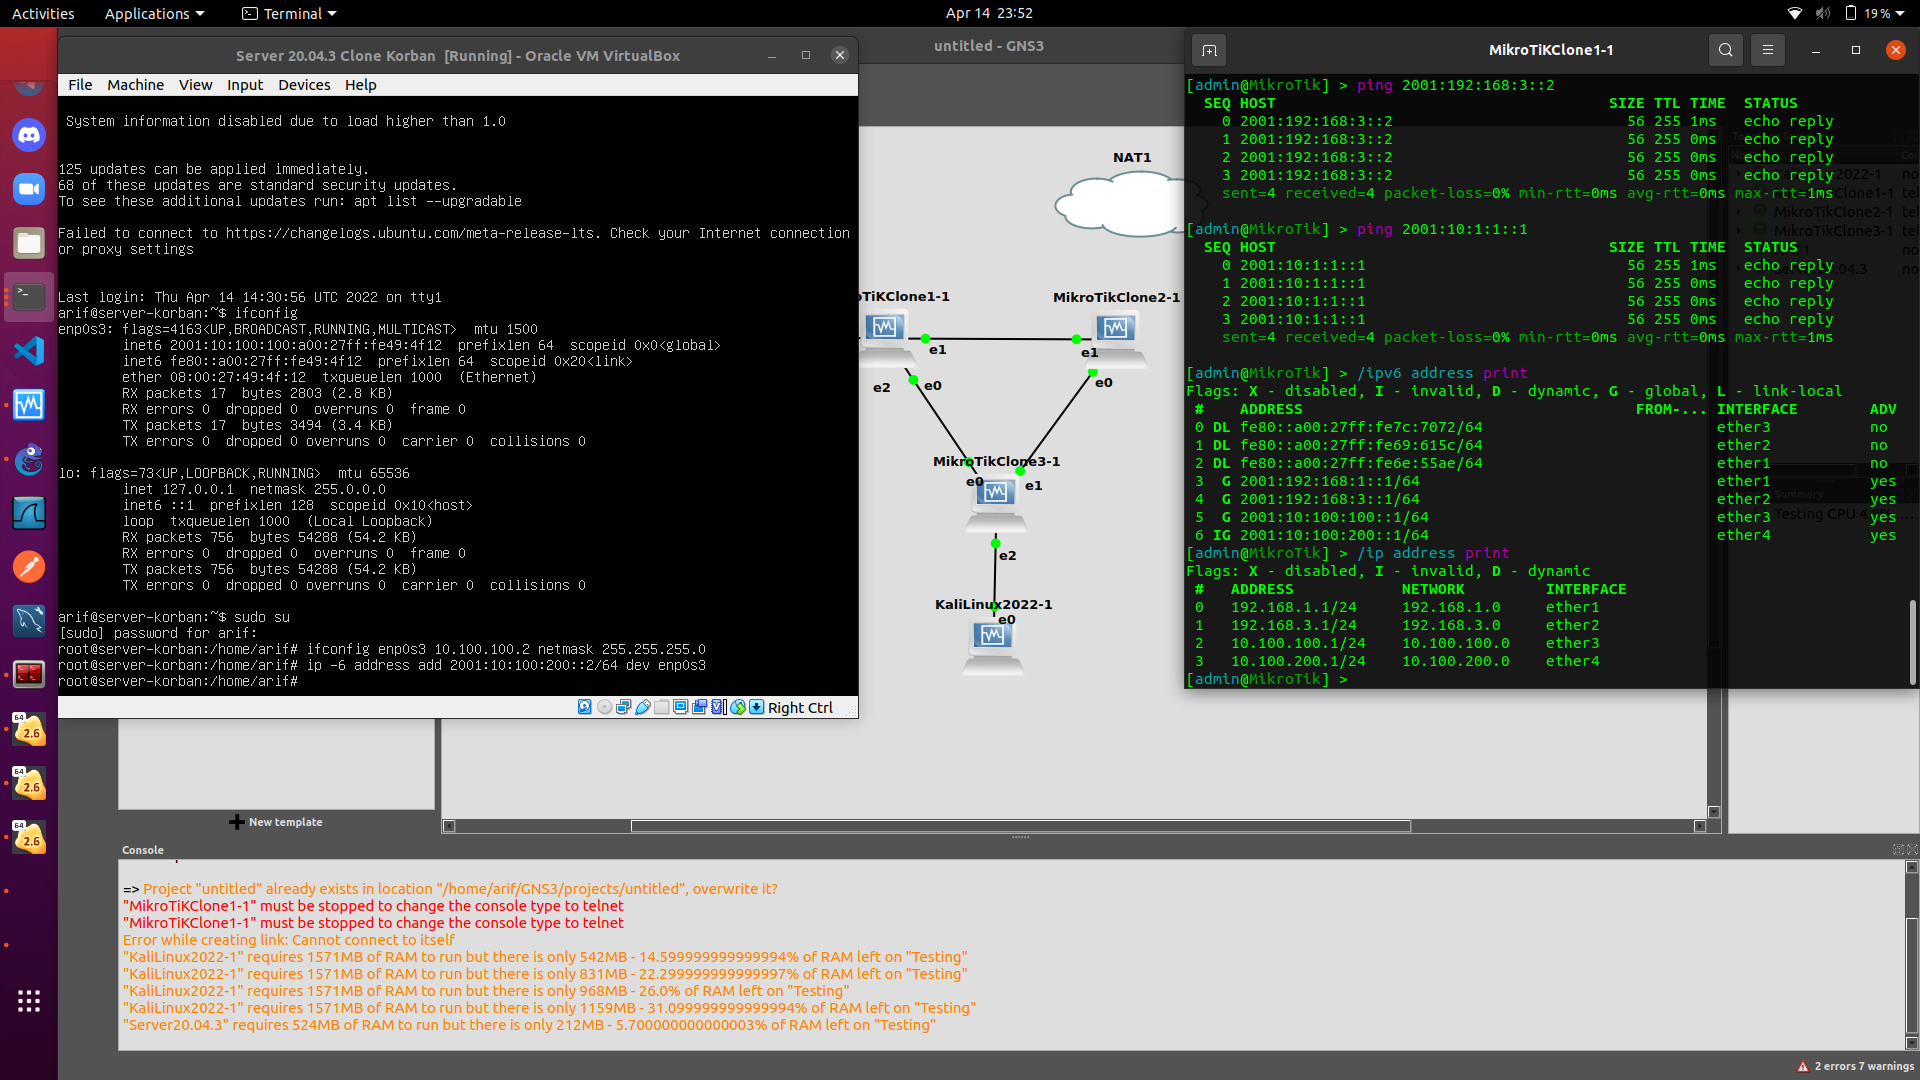 Activities
Applications
Terminal
Apr 14 23:52
19 %
Server 20.04.3 Clone Korban [Running] - Oracle VM VirtualBox
File Machine View Input Devices Help
System information disabled due to load higher than 1.0
125 updates can be applied immediately.
68 of these updates are standard security updates.
To see these additional updates run: apt list --upgradable
Failed to connect to https://changelogs.ubuntu.com/meta-release-lts. Check your Internet connection
or proxy settings
Last login: Thu Apr 14 14:30:56 UTC 2022 on tty1
arif@server-korban:~$ ifconfig
enp0s3: flags=4163<UP,BROADCAST,RUNNING,MULTICAST> mtu 1500
inet6 2001:10:100:100:a00:27ff:fe49:4f12 prefixlen 64 scopeid 0x0<global>
inet6 fe80::a00:27ff:fe49:4f12 prefixlen 64 scopeid 0x20<link>
ether 08:00:27:49:4f:12 txqueuelen 1000 (Ethernet)
RX packets 17 bytes 2803 (2.8 KB)
RX errors 0 dropped 0 overruns 0 frame 0
TX packets 17 bytes 3494 (3.4 KB)
TX errors 0 dropped 0 overruns 0 carrier 0 collisions 0
lo: flags=73<UP,LOOPBACK,RUNNING> mtu 65536
inet 127.0.0.1 netmask 255.0.0.0
inet6 ::1 prefixlen 128 scopeid 0x10<host>
loop txqueuelen 1000 (Local Loopback)
RX packets 756 bytes 54288 (54.2 KB)
RX errors 0 dropped 0 overruns 0 frame 0
TX packets 756 bytes 54288 (54.2 KB)
TX errors 0 dropped 0 overruns 0 carrier 0 collisions 0
arif@server-korban:~$ sudo su
[sudo] password for arif:
root@server-korban:/home/arif# ifconfig enp0s3 10.100.100.2 netmask 255.255.255.0
root@server-korban:/home/arif# ip -6 address add 2001:10:100:200::2/64 dev enp0s3
root@server-korban:/home/arif#
Right Ctrl
untitled - GNS3
NAT1
oTiKClone1-1
MikroTikClone2-1
e1
e1
e2
e0
e0
MikroTikClone3-1
e0
e1
e2
KaliLinux2022-1
e0
MikroTiKClone1-1
[admin@MikroTik] > ping 2001:192:168:3::2
SEQ HOST SIZE TTL TIME STATUS
0 2001:192:168:3::2 56 255 1ms echo reply
1 2001:192:168:3::2 56 255 0ms echo reply
2 2001:192:168:3::2 56 255 0ms echo reply
3 2001:192:168:3::2 56 255 0ms echo reply
sent=4 received=4 packet-loss=0% min-rtt=0ms avg-rtt=0ms max-rtt=1ms
[admin@MikroTik] > ping 2001:10:1:1::1
SEQ HOST SIZE TTL TIME STATUS
0 2001:10:1:1::1 56 255 1ms echo reply
1 2001:10:1:1::1 56 255 0ms echo reply
2 2001:10:1:1::1 56 255 0ms echo reply
3 2001:10:1:1::1 56 255 0ms echo reply
sent=4 received=4 packet-loss=0% min-rtt=0ms avg-rtt=0ms max-rtt=1ms
[admin@MikroTik] > /ipv6 address print
Flags: X - disabled, I - invalid, D - dynamic, G - global, L - link-local
# ADDRESS FROM-... INTERFACE ADV
0 DL fe80::a00:27ff:fe7c:7072/64 ether3 no
1 DL fe80::a00:27ff:fe69:615c/64 ether2 no
2 DL fe80::a00:27ff:fe6e:55ae/64 ether1 no
3 G 2001:192:168:1::1/64 ether1 yes
4 G 2001:192:168:3::1/64 ether2 yes
5 G 2001:10:100:100::1/64 ether3 yes
6 IG 2001:10:100:200::1/64 ether4 yes
[admin@MikroTik] > /ip address print
Flags: X - disabled, I - invalid, D - dynamic
# ADDRESS NETWORK INTERFACE
0 192.168.1.1/24 192.168.1.0 ether1
1 192.168.3.1/24 192.168.3.0 ether2
2 10.100.100.1/24 10.100.100.0 ether3
3 10.100.200.1/24 10.100.200.0 ether4
[admin@MikroTik] >
MikroTikClone2-1 tel
MikroTikClone3-1 tel
Summary
Testing CPU 4
New template
Console
=> Project "untitled" already exists in location "/home/arif/GNS3/projects/untitled", overwrite it?
"MikroTiKClone1-1" must be stopped to change the console type to telnet
"MikroTiKClone1-1" must be stopped to change the console type to telnet
Error while creating link: Cannot connect to itself
"KaliLinux2022-1" requires 1571MB of RAM to run but there is only 542MB - 14.599999999999994% of RAM left on "Testing"
"KaliLinux2022-1" requires 1571MB of RAM to run but there is only 831MB - 22.299999999999997% of RAM left on "Testing"
"KaliLinux2022-1" requires 1571MB of RAM to run but there is only 968MB - 26.0% of RAM left on "Testing"
"KaliLinux2022-1" requires 1571MB of RAM to run but there is only 1159MB - 31.099999999999994% of RAM left on "Testing"
"Server20.04.3" requires 524MB of RAM to run but there is only 212MB - 5.700000000000003% of RAM left on "Testing"
2 errors 7 warnings
64
2.6
64
2.6
64
2.6